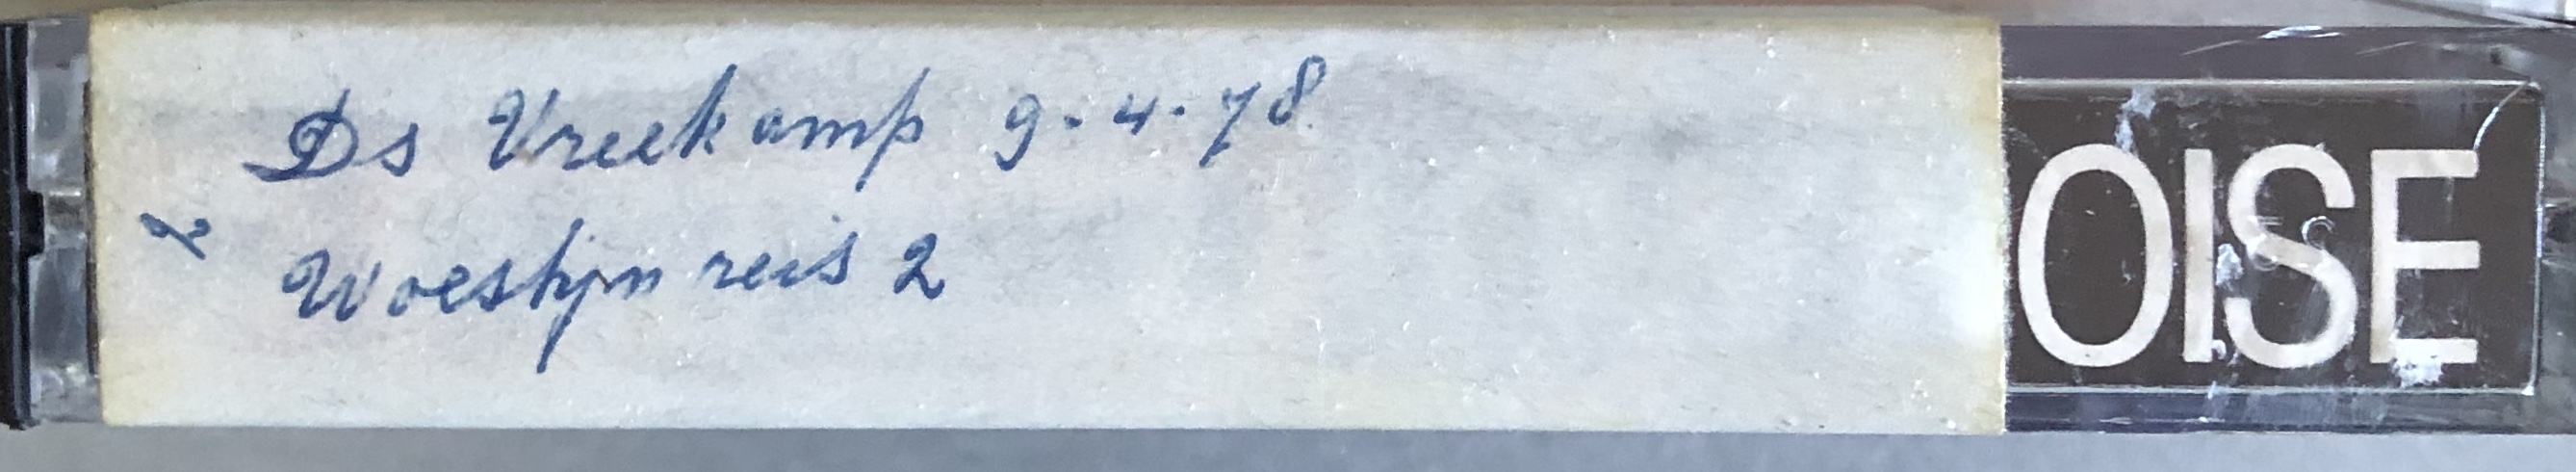 Ds Vreekamp 9-4-78
2
Woestijnreis 2
OISE